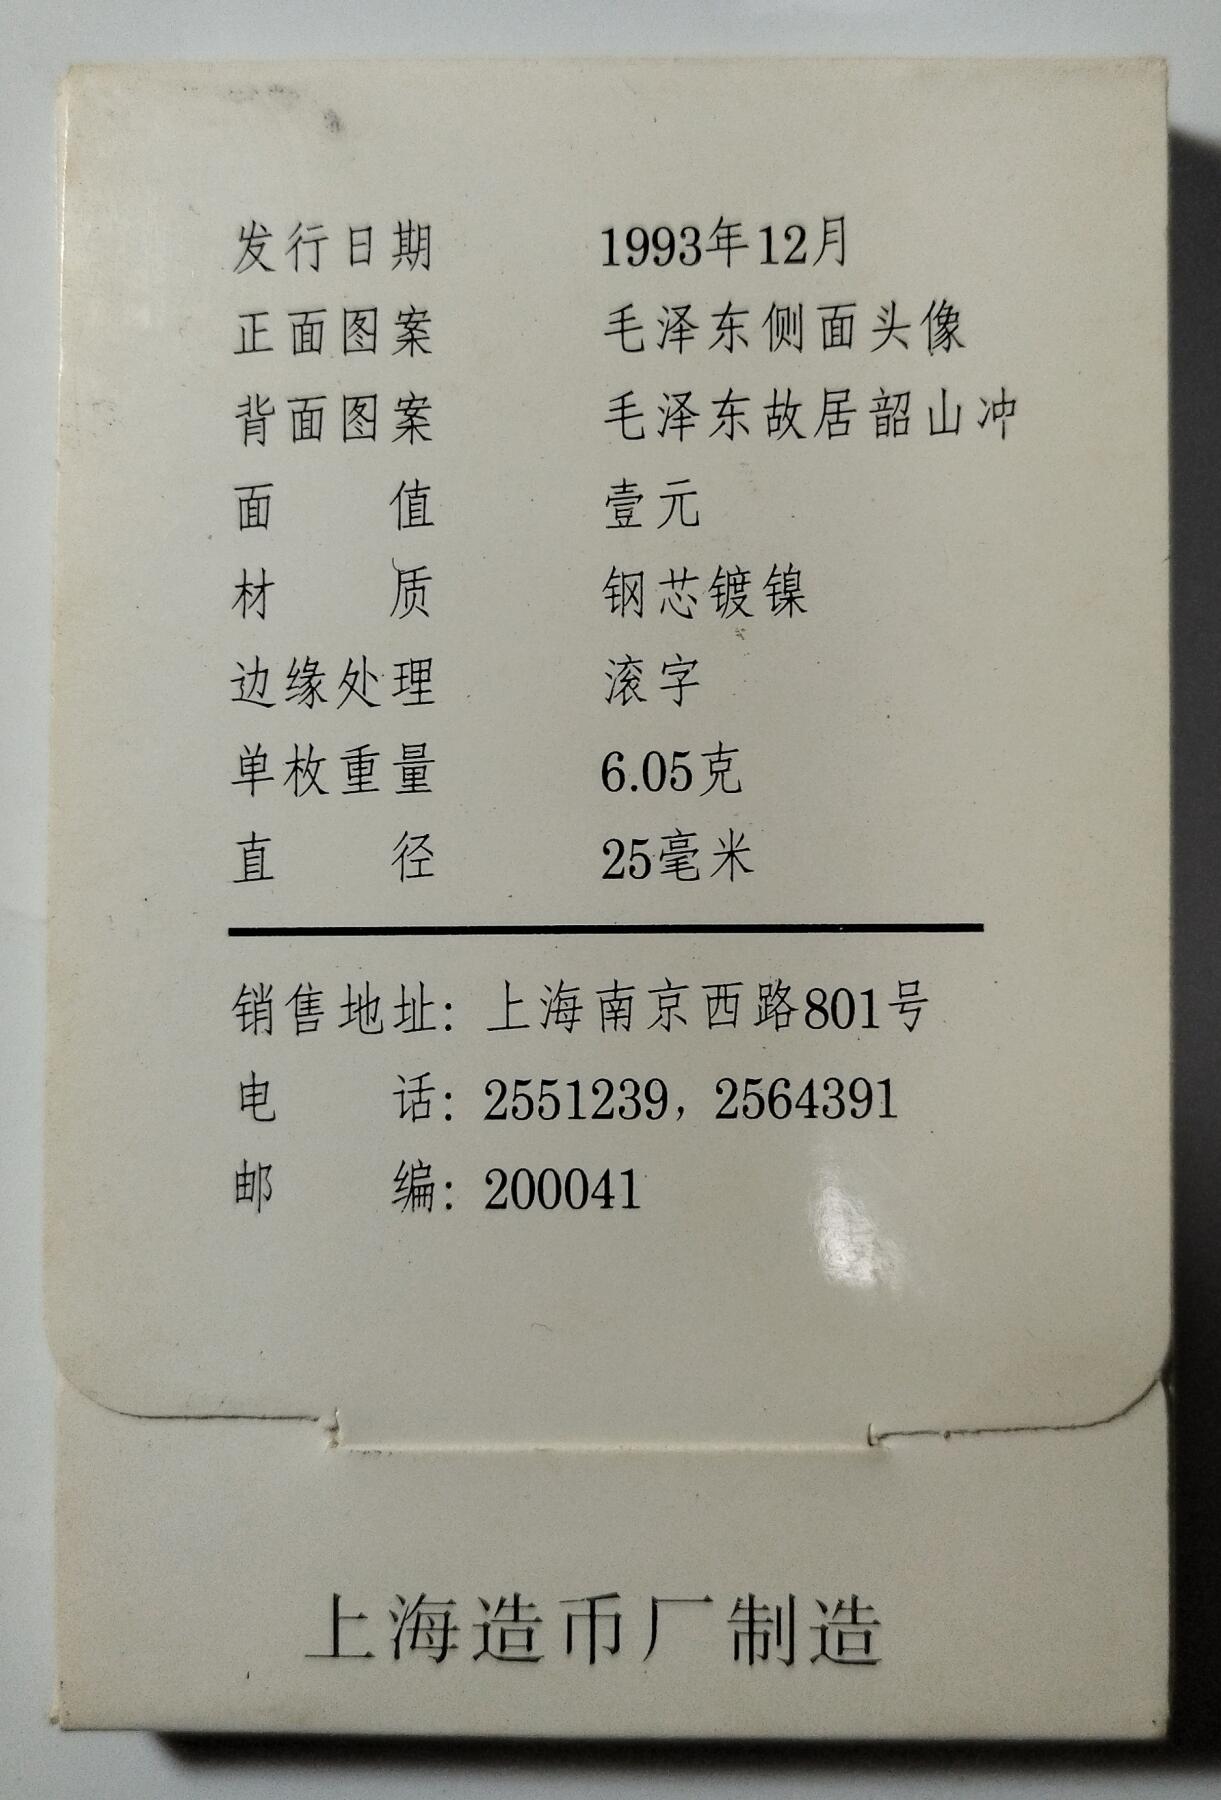 发行日期 1993年12月
正面图案 毛泽东侧面头像
背面图案 毛泽东故居韶山冲
面值 壹元
材质 钢芯镀镍
边缘处理 滚字
单枚重量 6.05克
直径 25毫米
销售地址：上海南京西路801号
电话：2551239，2564391
邮编：200041
上海造币厂制造